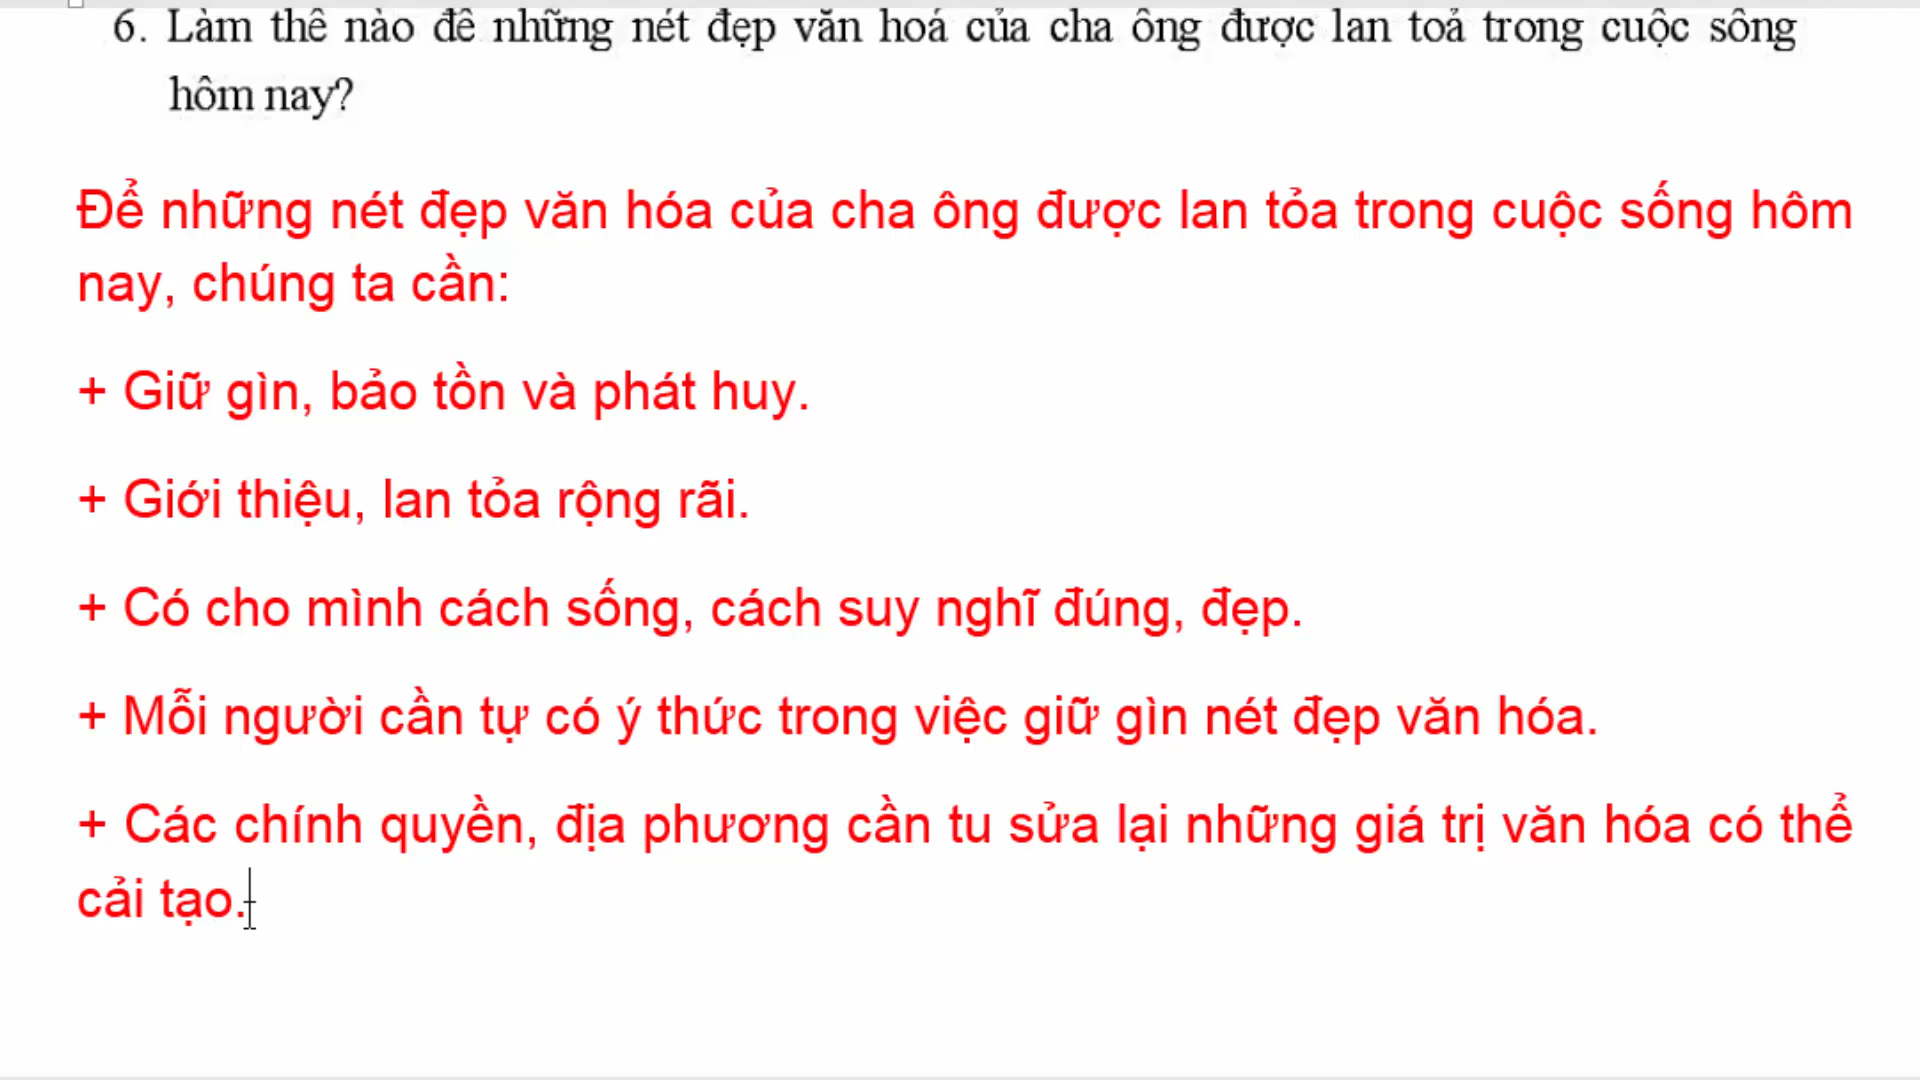 6. Làm thế nào để những nét đẹp văn hoá của cha ông được lan toả trong cuộc sống
hôm nay?
Để những nét đẹp văn hóa của cha ông được lan tỏa trong cuộc sống hôm
nay, chúng ta cần:
+ Giữ gìn, bảo tồn và phát huy.
+ Giới thiệu, lan tỏa rộng rãi.
+ Có cho mình cách sống, cách suy nghĩ đúng, đẹp.
+ Mỗi người cần tự có ý thức trong việc giữ gìn nét đẹp văn hóa.
+ Các chính quyền, địa phương cần tu sửa lại những giá trị văn hóa có thể
cải tạo.